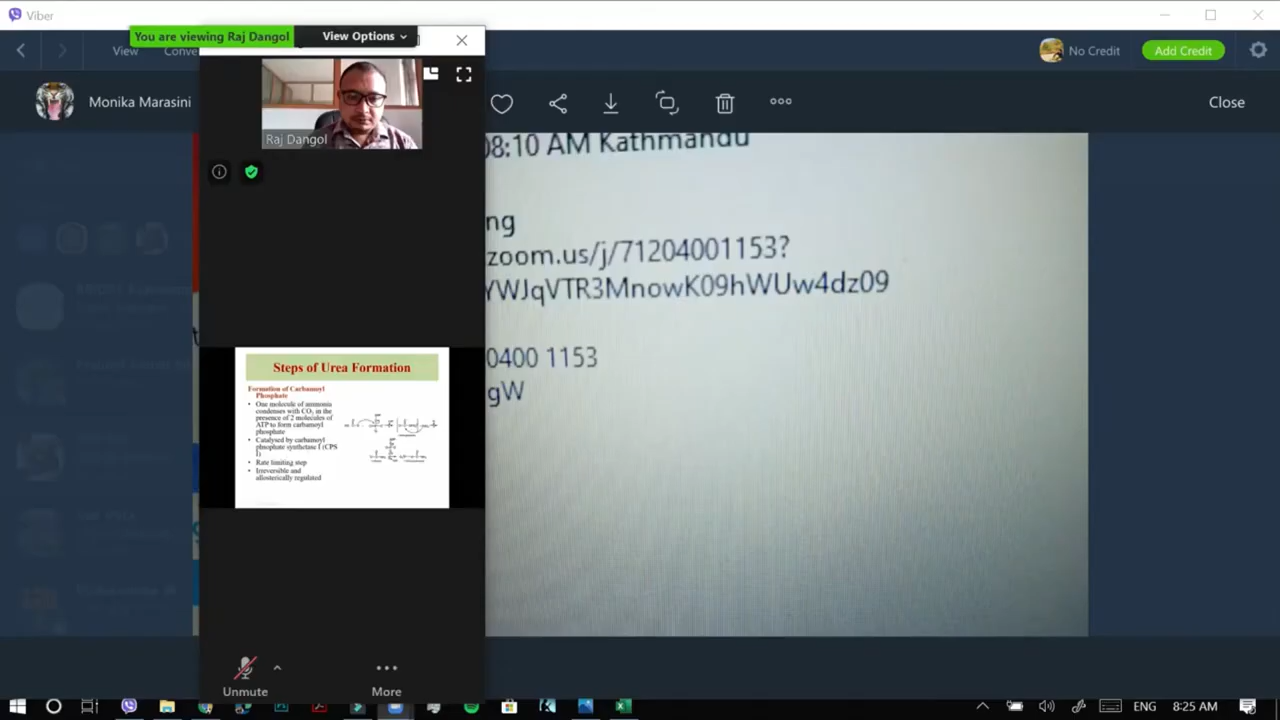 Viber
You are viewing Raj Dangol
View Options
View
No Credit
Add Credit
Monika Marasini
Close
Raj Dangol
08:10 AM Kathmandu
ng
zoom.us/j/71204001153?
YWJqVTR3MnowK09hWUw4dz09
0400 1153
gW
Steps of Urea Formation
Formation of Carbamoyl
Phosphate
• One molecule of ammonia
condenses with CO2 in the
presence of 2 molecules of
ATP to form carbamoyl
phosphate
• Catalysed by carbamoyl
phosphate synthetase I (CPS
I)
• Rate limiting step
• Irreversible and
allosterically regulated
Unmute
More
ENG
8:25 AM